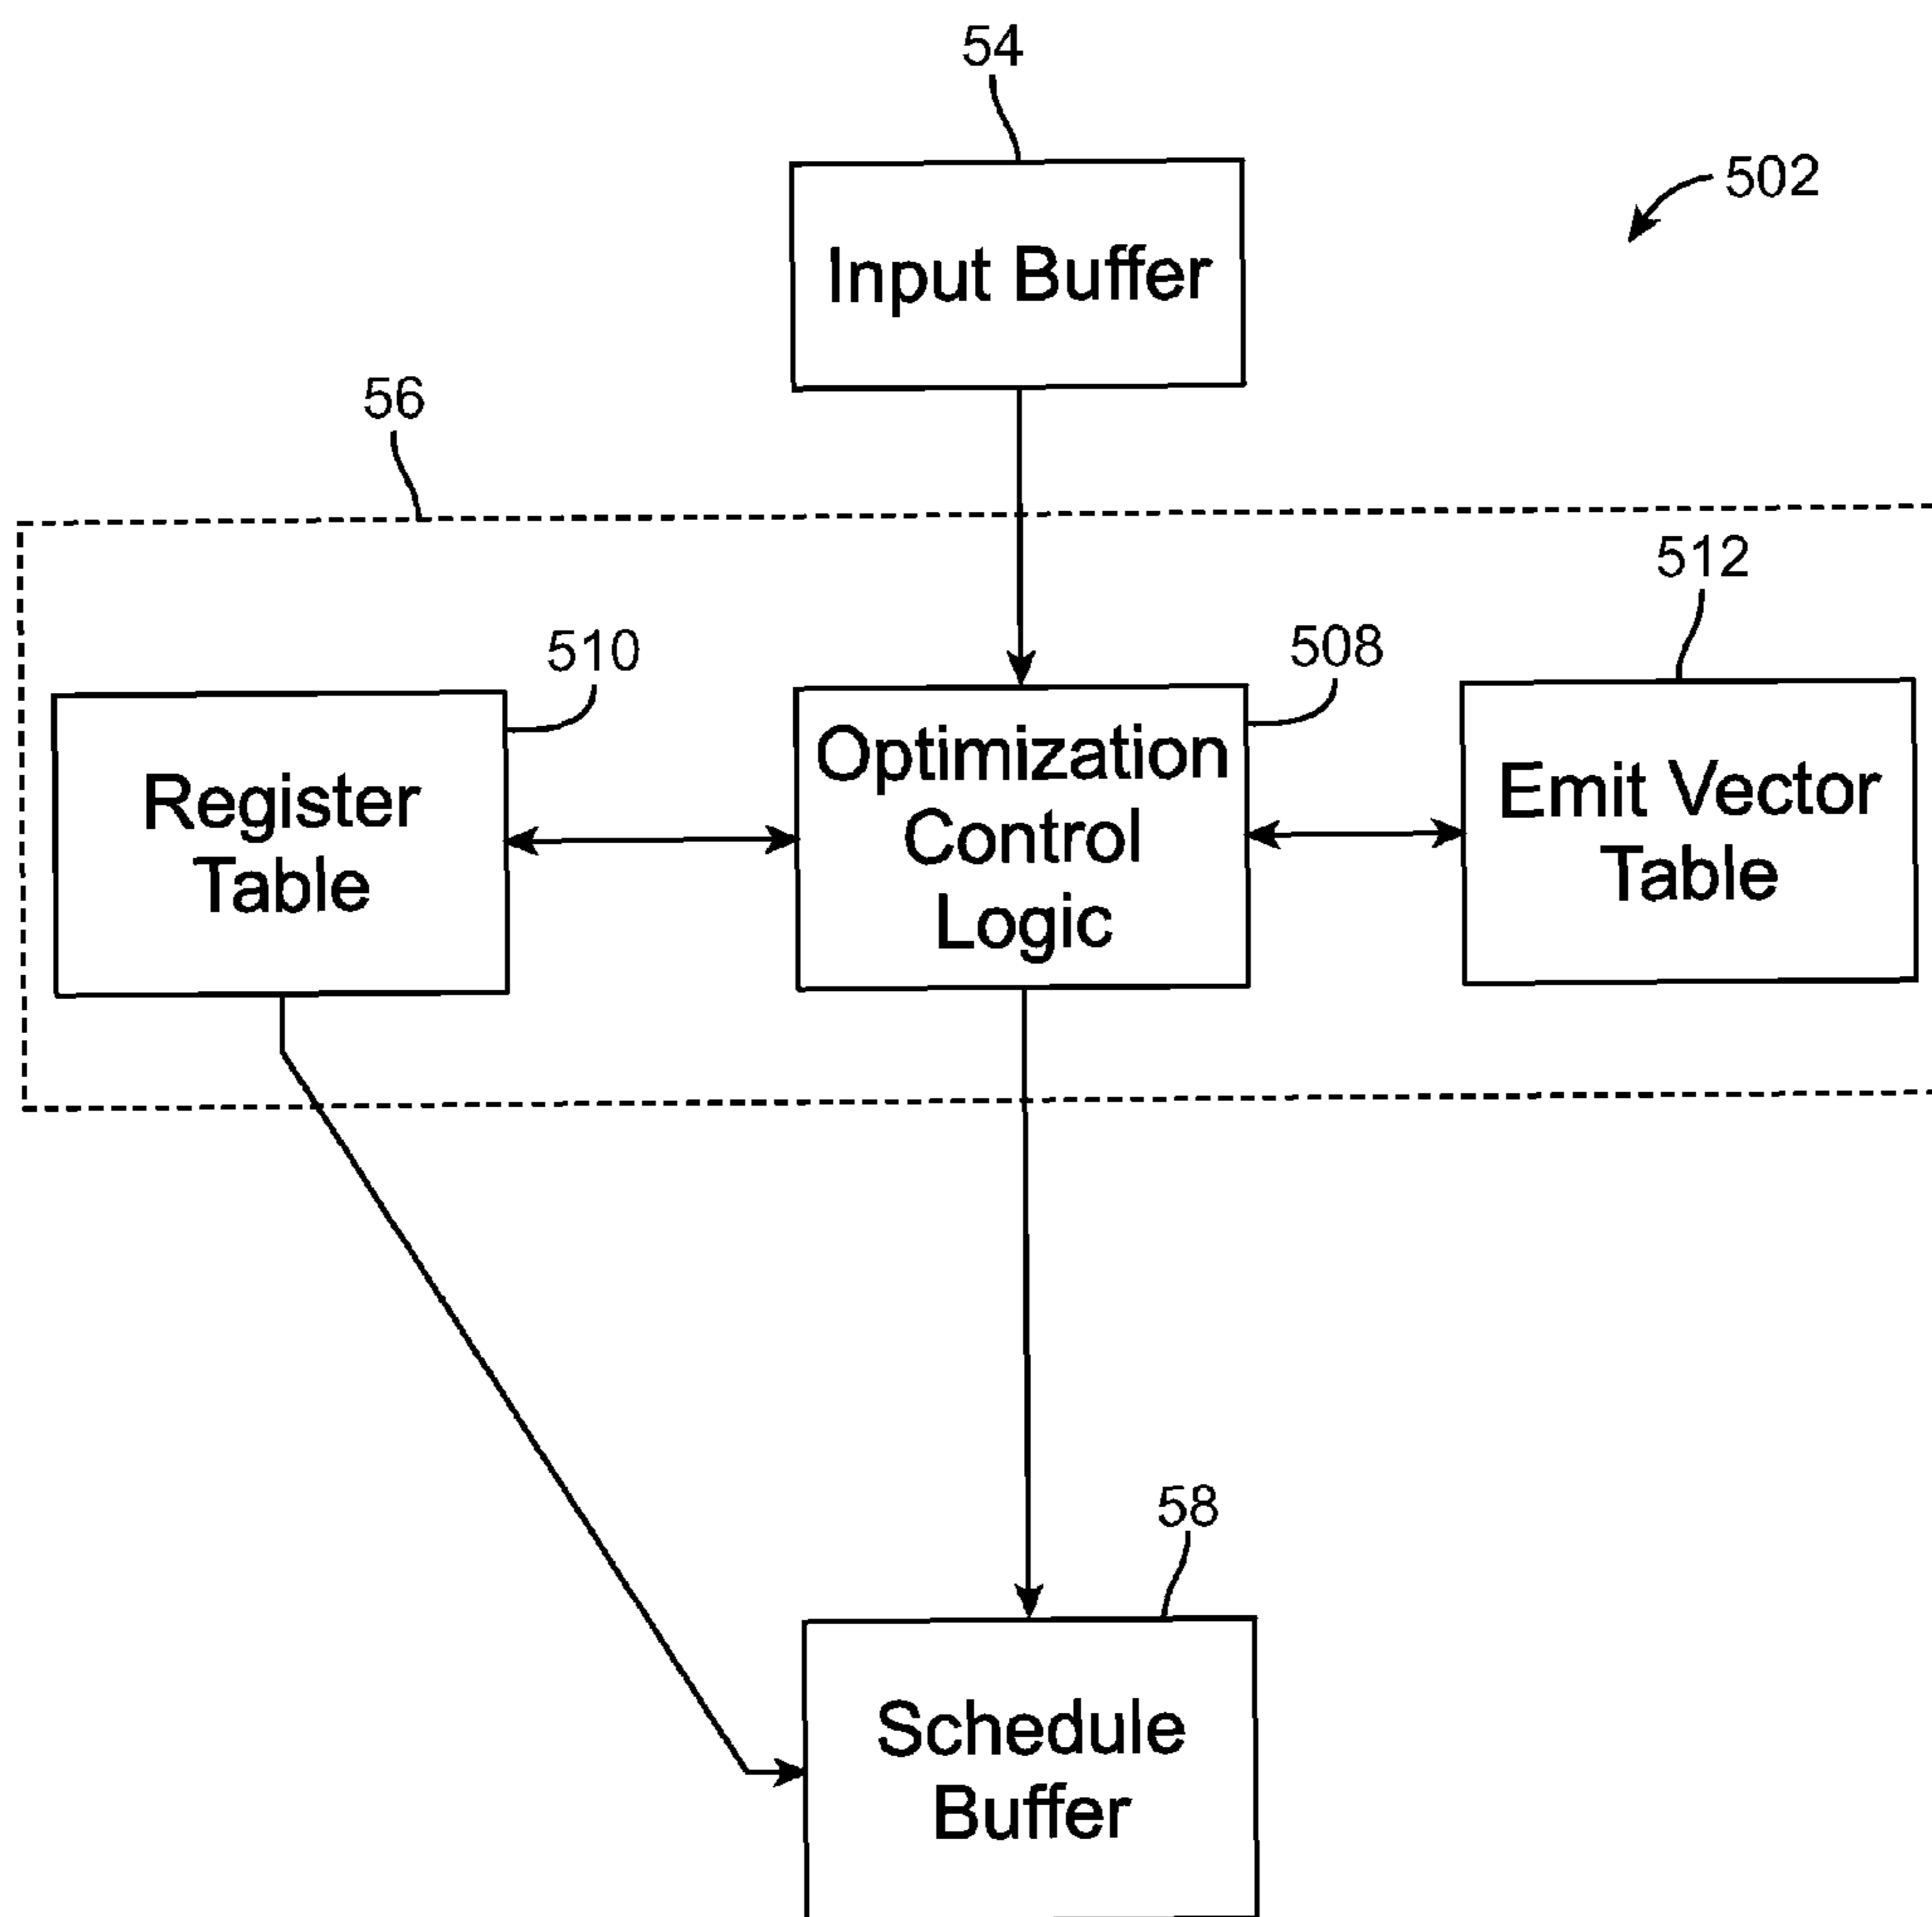 54
502
Input Buffer
56
512
510
508
Register
Table
Optimization
Control
Logic
Emit Vector
Table
58
Schedule
Buffer